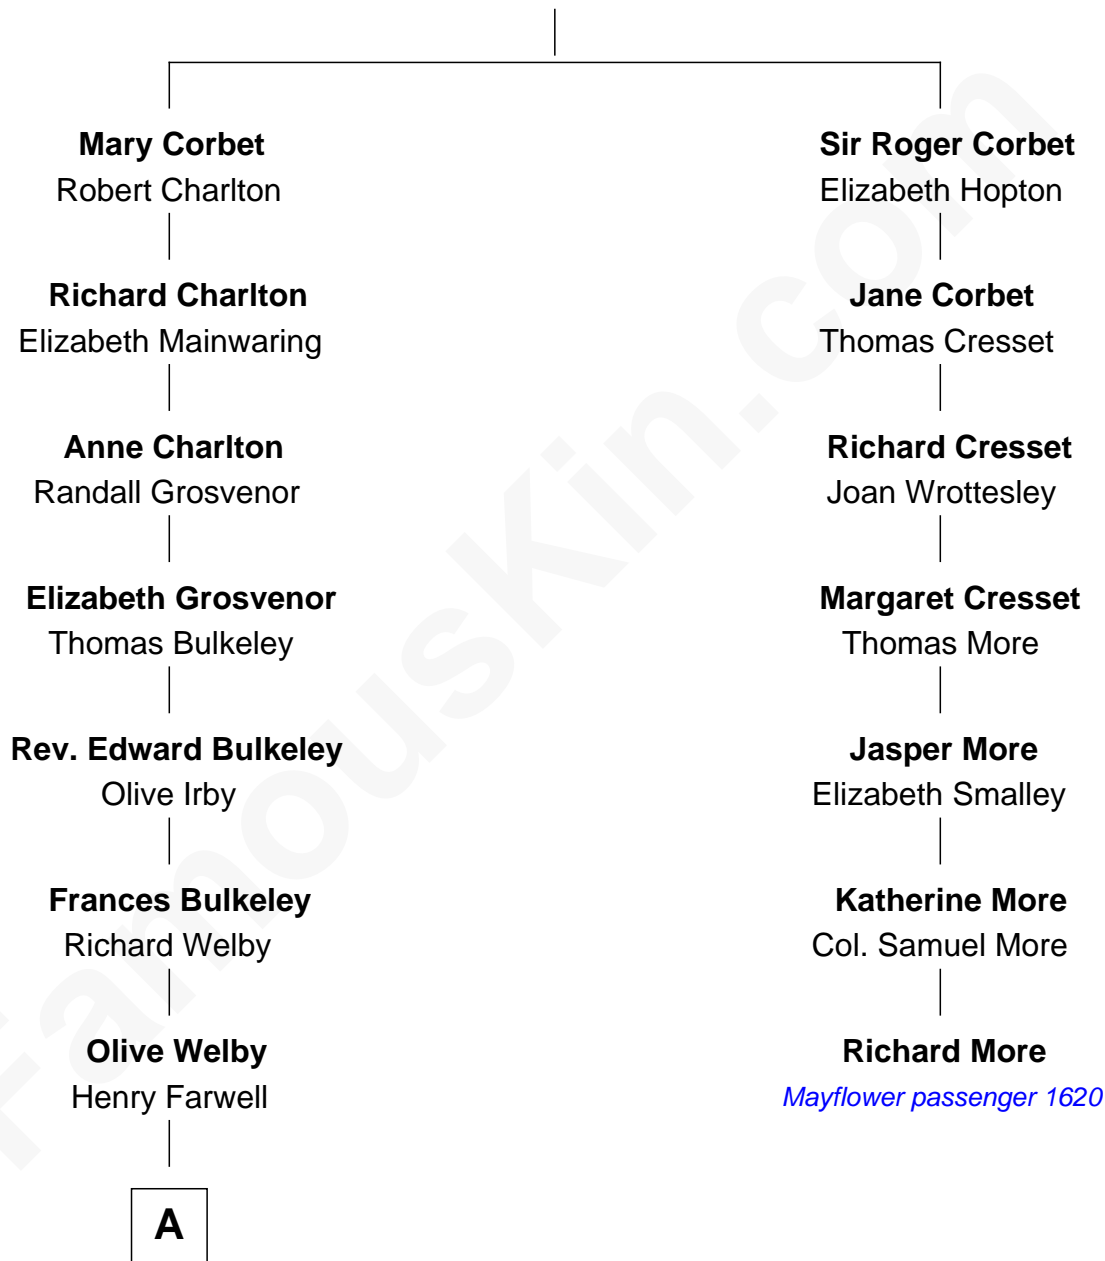 Mary Corbet
Robert Charlton
Richard Charlton
Elizabeth Mainwaring
Anne Charlton
Randall Grosvenor
Elizabeth Grosvenor
Thomas Bulkeley
Rev. Edward Bulkeley
Olive Irby
Frances Bulkeley
Richard Welby
Olive Welby
Henry Farwell
A
Sir Roger Corbet
Elizabeth Hopton
Jane Corbet
Thomas Cresset
Richard Cresset
Joan Wrottesley
Margaret Cresset
Thomas More
Jasper More
Elizabeth Smalley
Katherine More
Col. Samuel More
Richard More
Mayflower passenger 1620
FamousKin.com